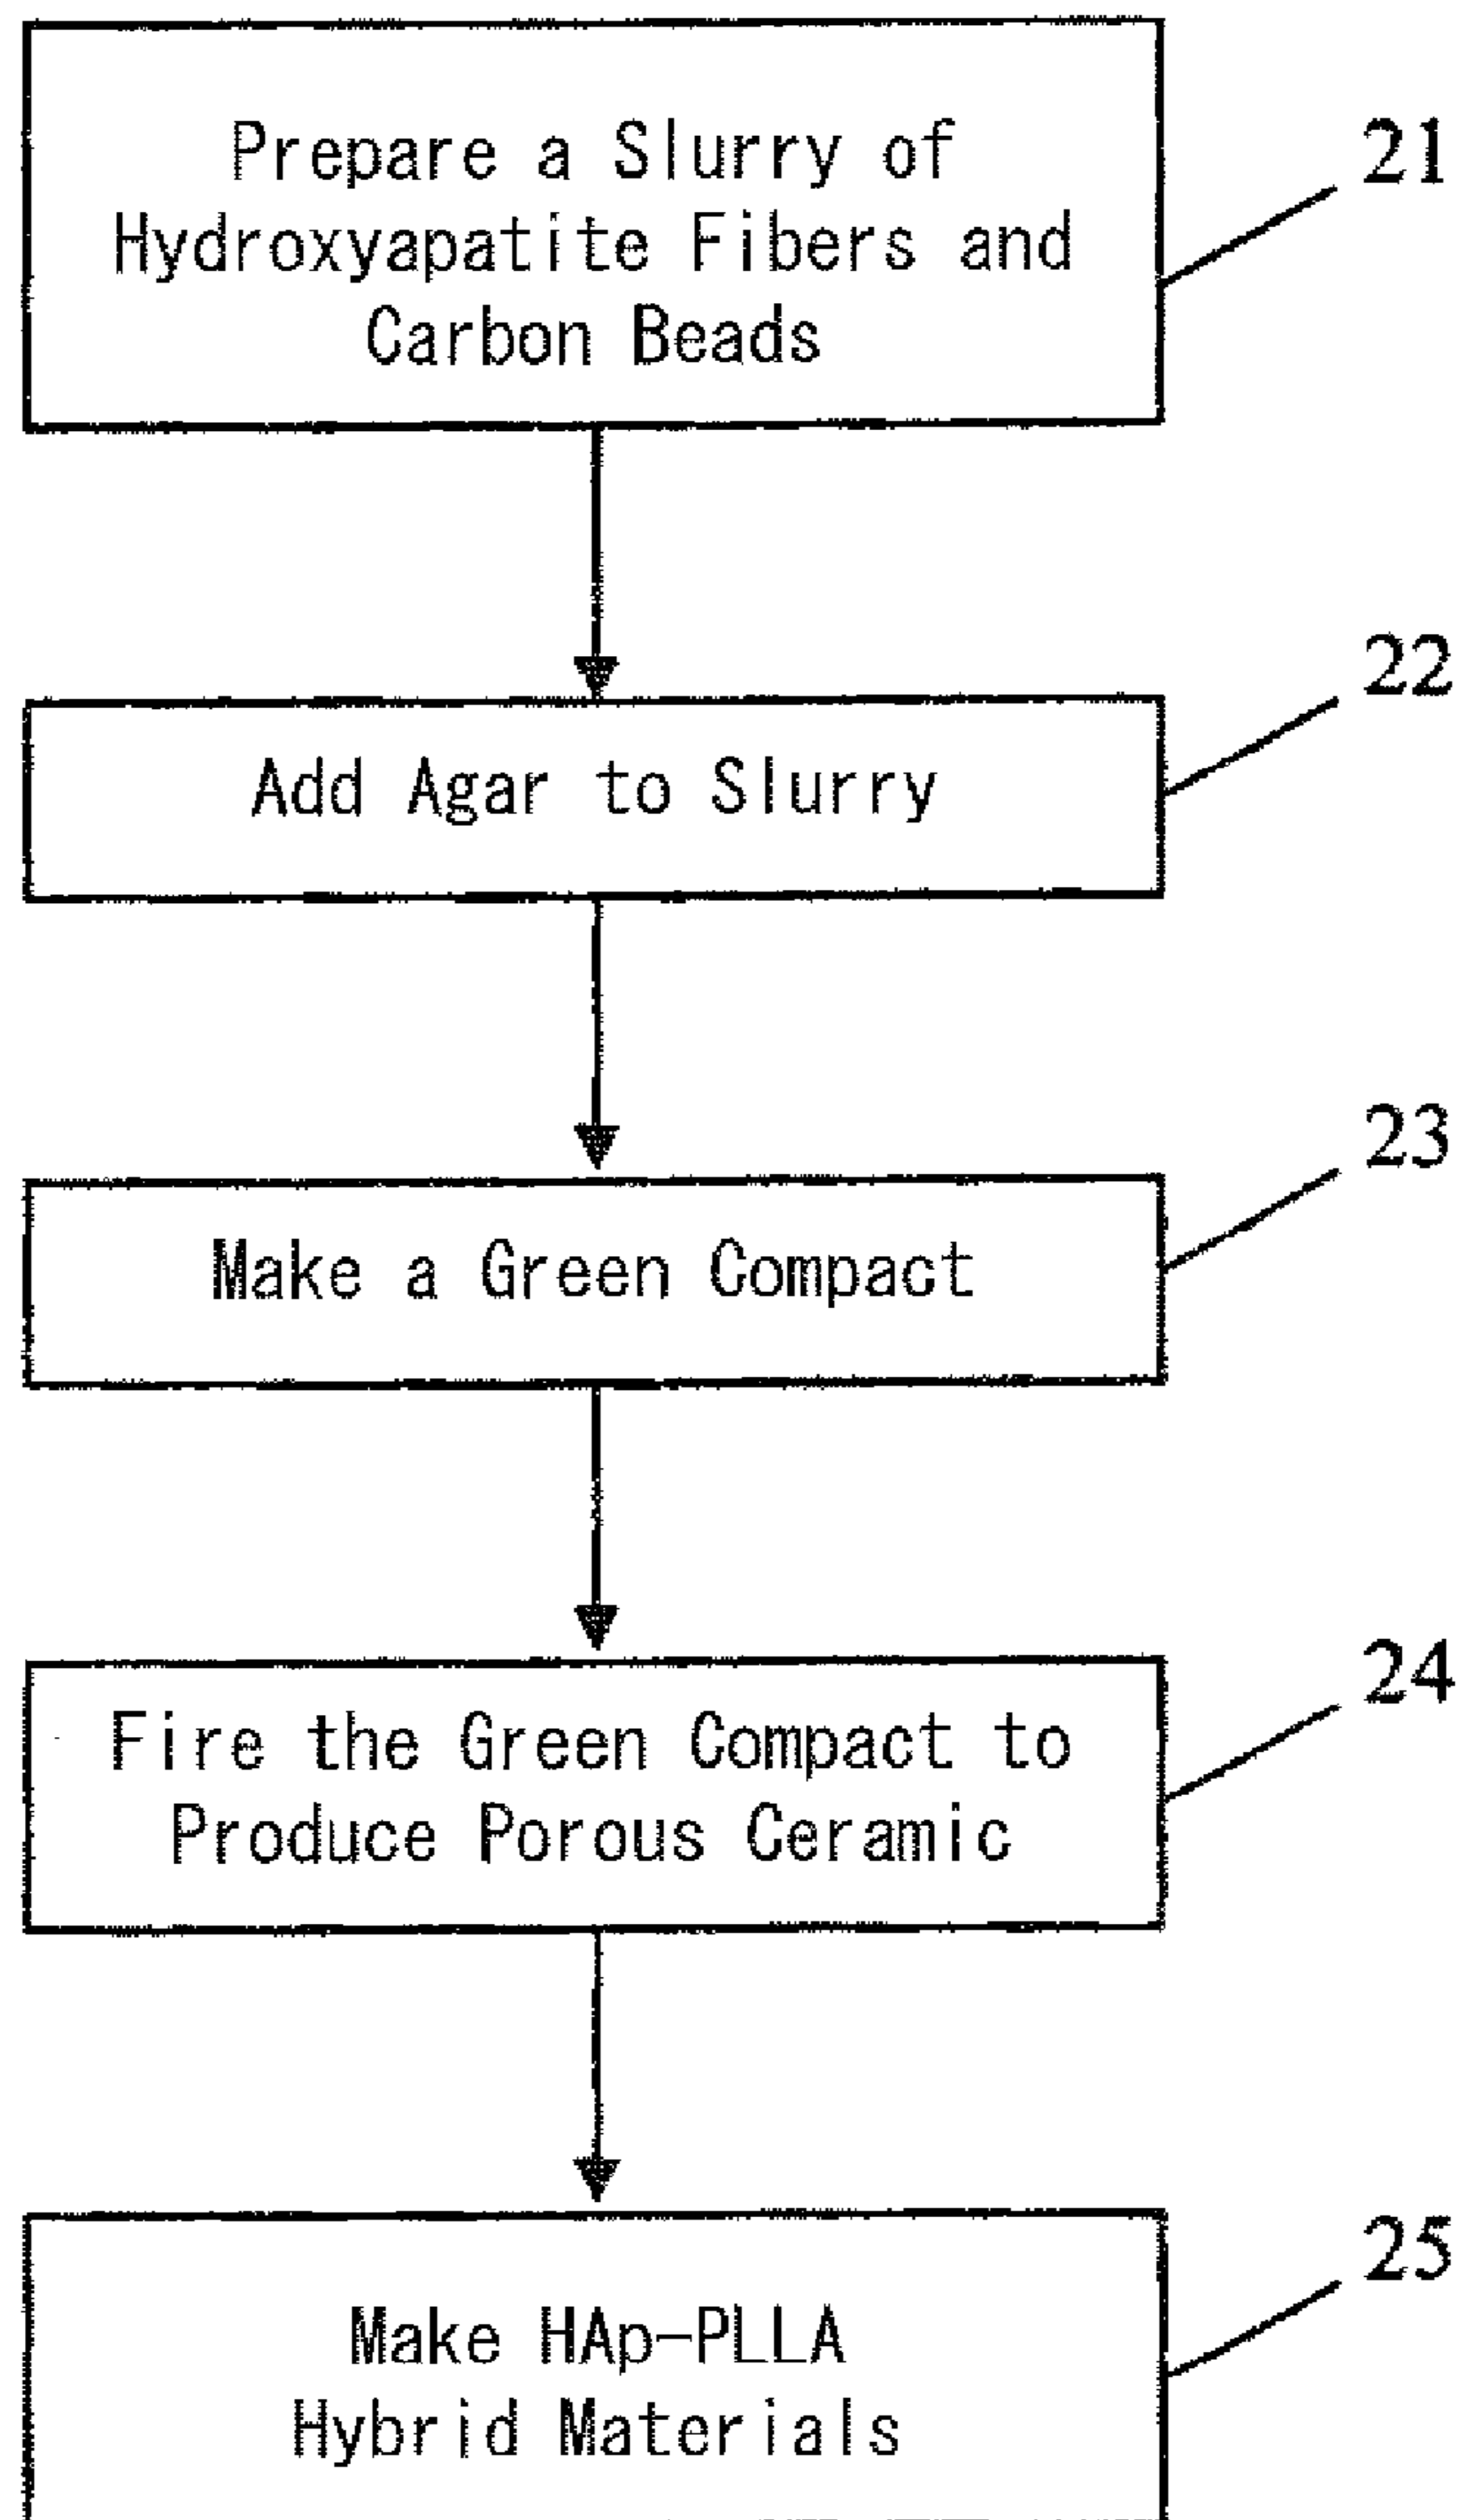 Prepare a Slurry of
Hydroxyapatite Fibers and
Carbon Beads
21
Add Agar to Slurry
22
Make a Green Compact
23
Fire the Green Compact to
Produce Porous Ceramic
24
Make HAp-PLLA
Hybrid Materials
25